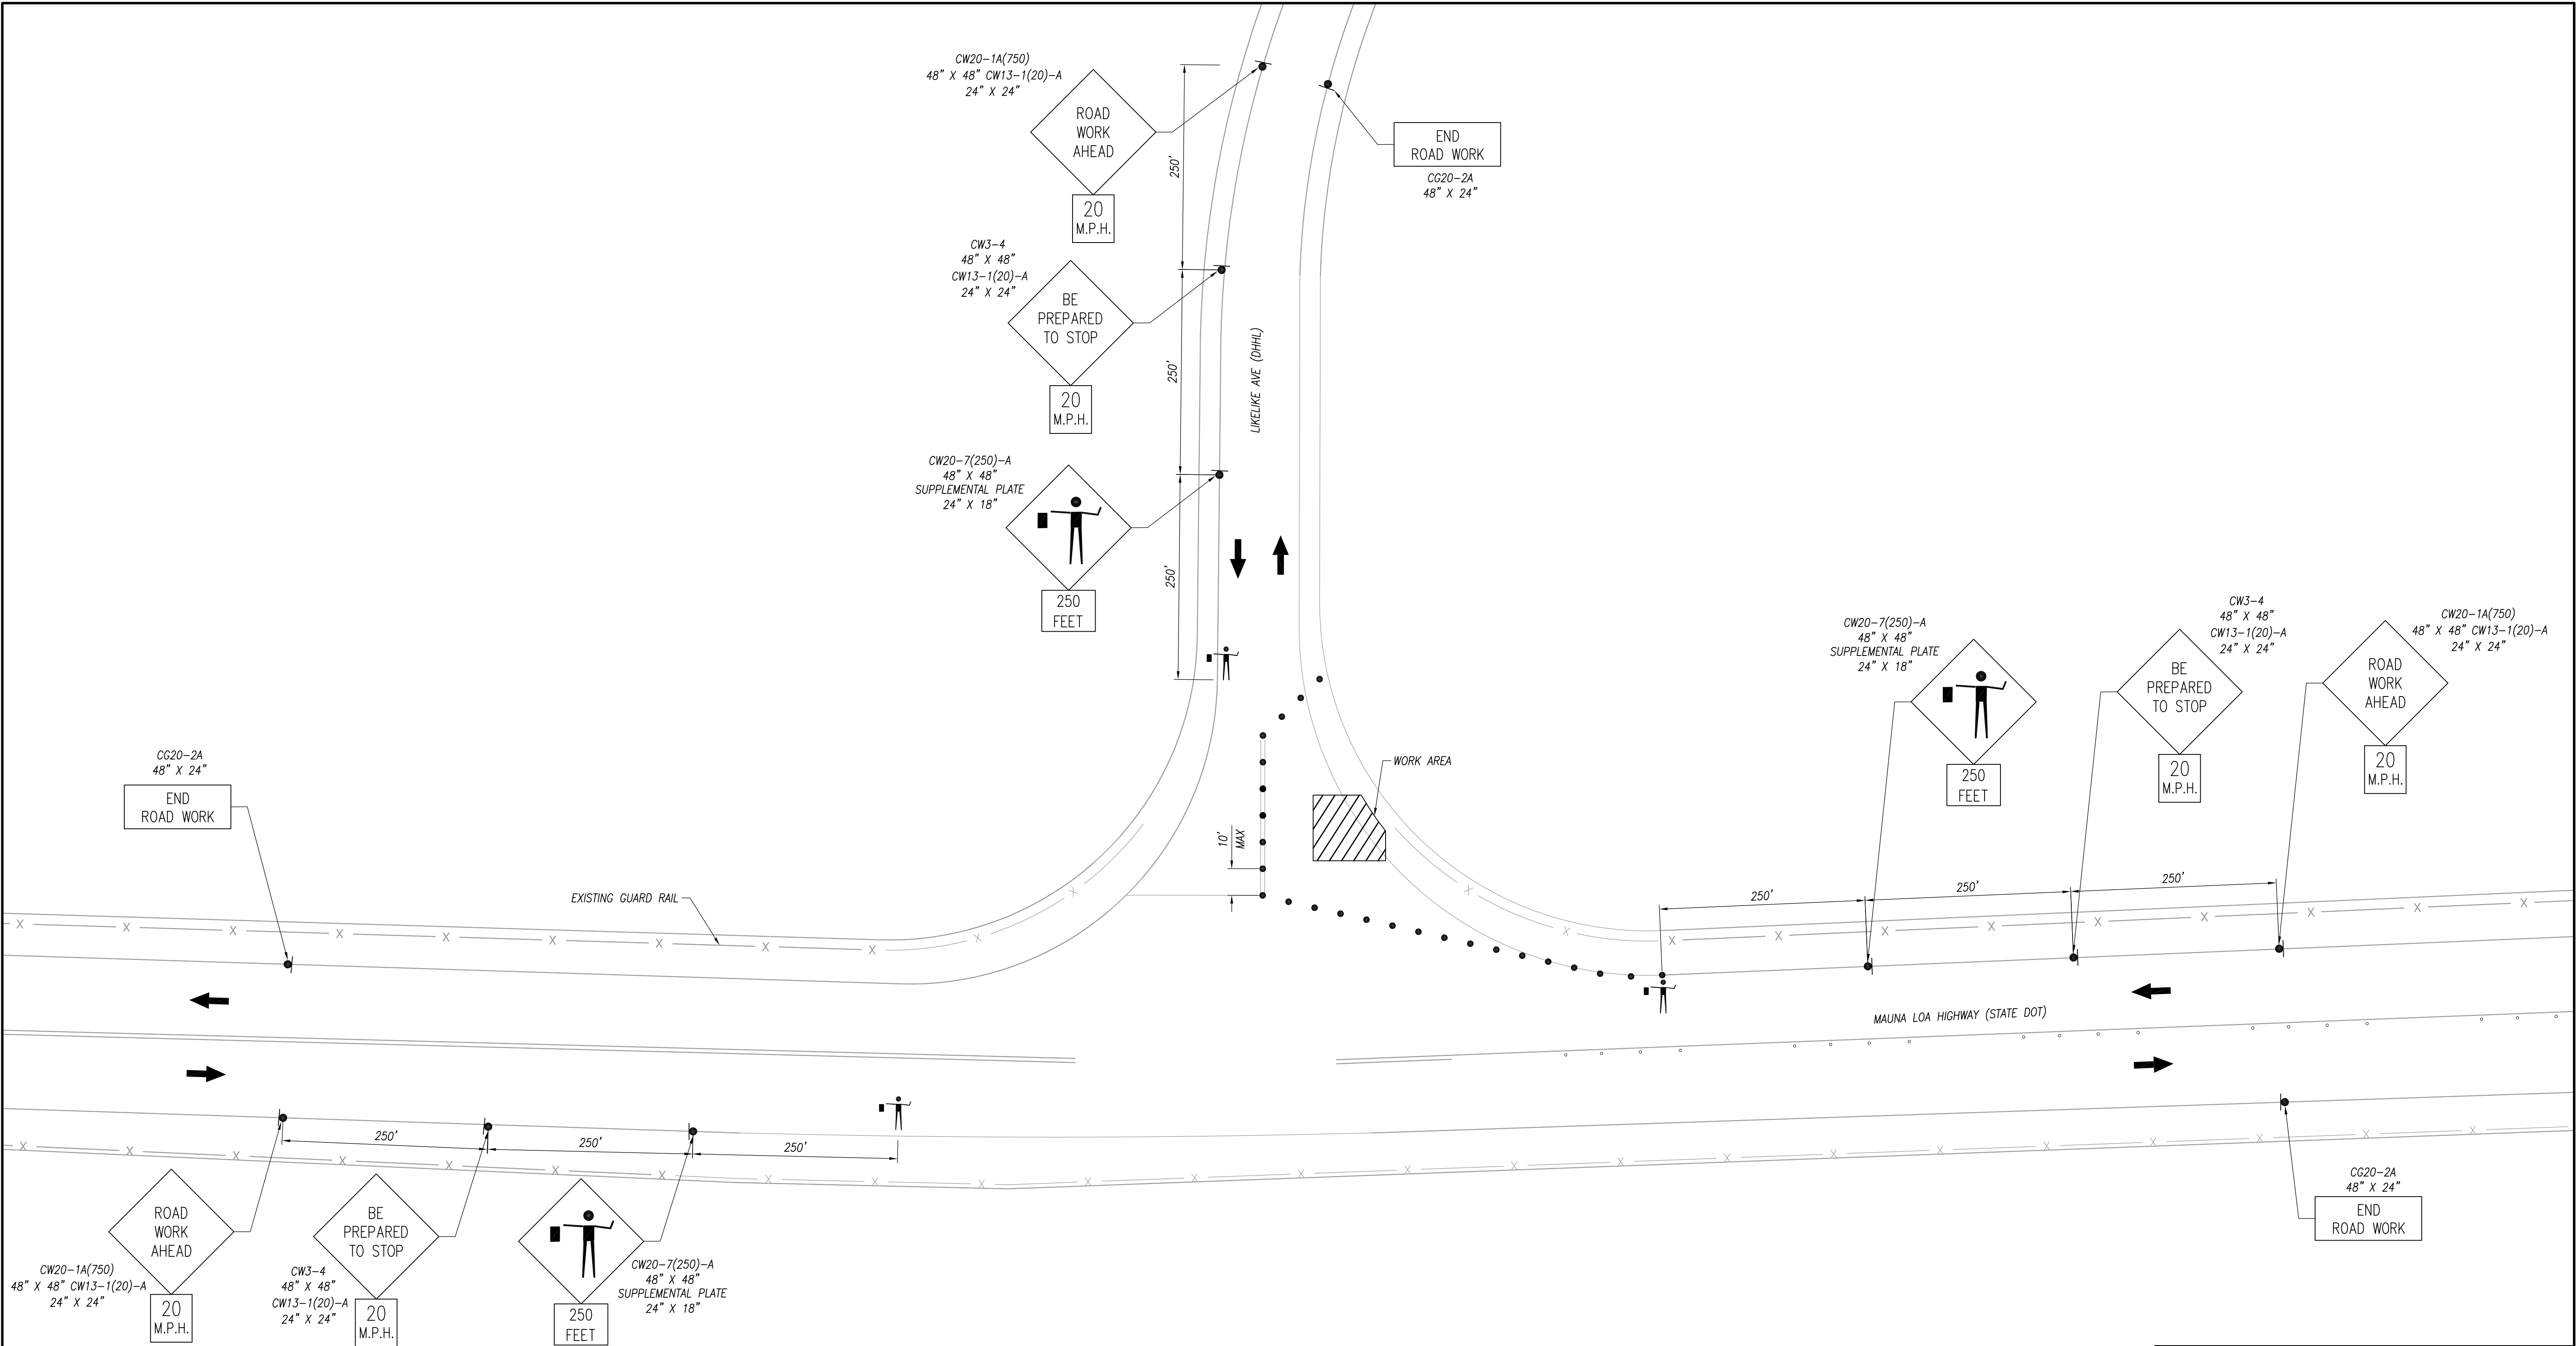 CW20-1A(750)
48" X 48" CW13-1(20)-A
24" X 24"
ROAD
WORK
AHEAD
20
M.P.H.
250'
END
ROAD WORK
CG20-2A
48" X 24"
CW3-4
48" X 48"
CW13-1(20)-A
24" X 24"
BE
PREPARED
TO STOP
20
M.P.H.
250'
LIKELIKE AVE (DHHL)
CW20-7(250)-A
48" X 48"
SUPPLEMENTAL PLATE
24" X 18"
250
FEET
250'
CW20-7(250)-A
48" X 48"
SUPPLEMENTAL PLATE
24" X 18"
250
FEET
CW3-4
48" X 48"
CW13-1(20)-A
24" X 24"
BE
PREPARED
TO STOP
20
M.P.H.
CW20-1A(750)
48" X 48" CW13-1(20)-A
24" X 24"
ROAD
WORK
AHEAD
20
M.P.H.
CG20-2A
48" X 24"
END
ROAD WORK
WORK AREA
10'
MAX
EXISTING GUARD RAIL
250'
250'
250'
MAUNA LOA HIGHWAY (STATE DOT)
250'
250'
250'
ROAD
WORK
AHEAD
CW20-1A(750)
48" X 48" CW13-1(20)-A
24" X 24"
20
M.P.H.
BE
PREPARED
TO STOP
CW3-4
48" X 48"
CW13-1(20)-A
24" X 24"
20
M.P.H.
CW20-7(250)-A
48" X 48"
SUPPLEMENTAL PLATE
24" X 18"
250
FEET
CG20-2A
48" X 24"
END
ROAD WORK